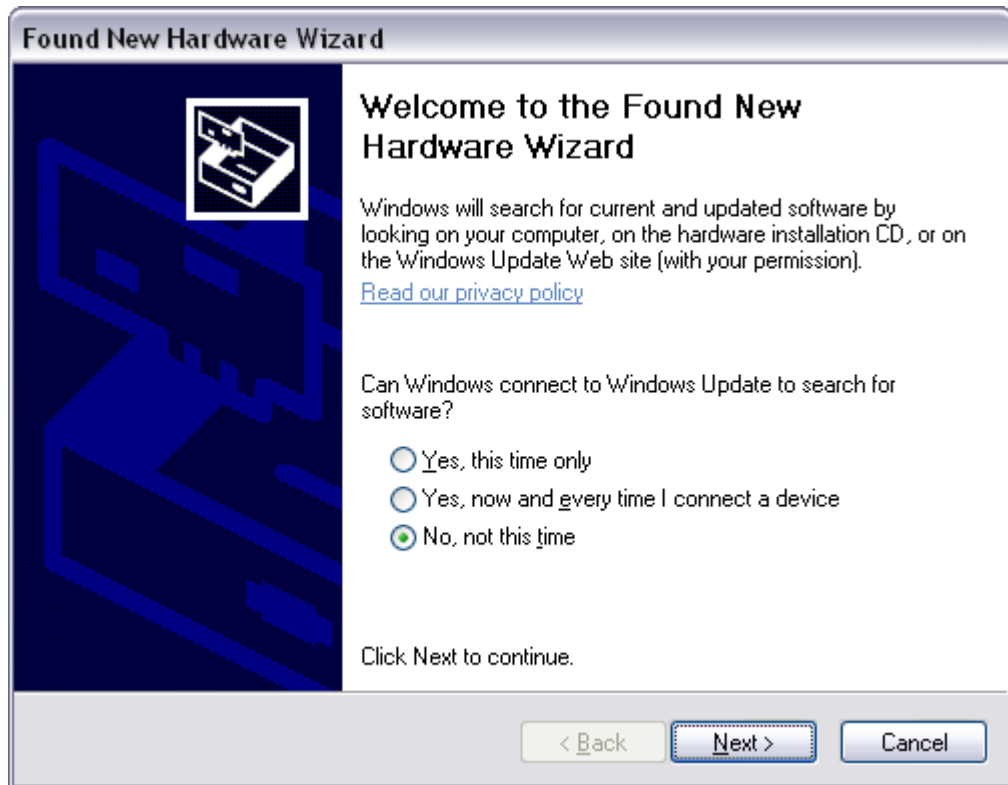 Found New Hardware Wizard
Welcome to the Found New
Hardware Wizard
Windows will search for current and updated software by
looking on your computer, on the hardware installation CD, or on
the Windows Update Web site (with your permission).
Read our privacy policy
Can Windows connect to Windows Update to search for
software?
Yes, this time only
Yes, now and every time I connect a device
No, not this time
Click Next to continue.
< Back Next > Cancel